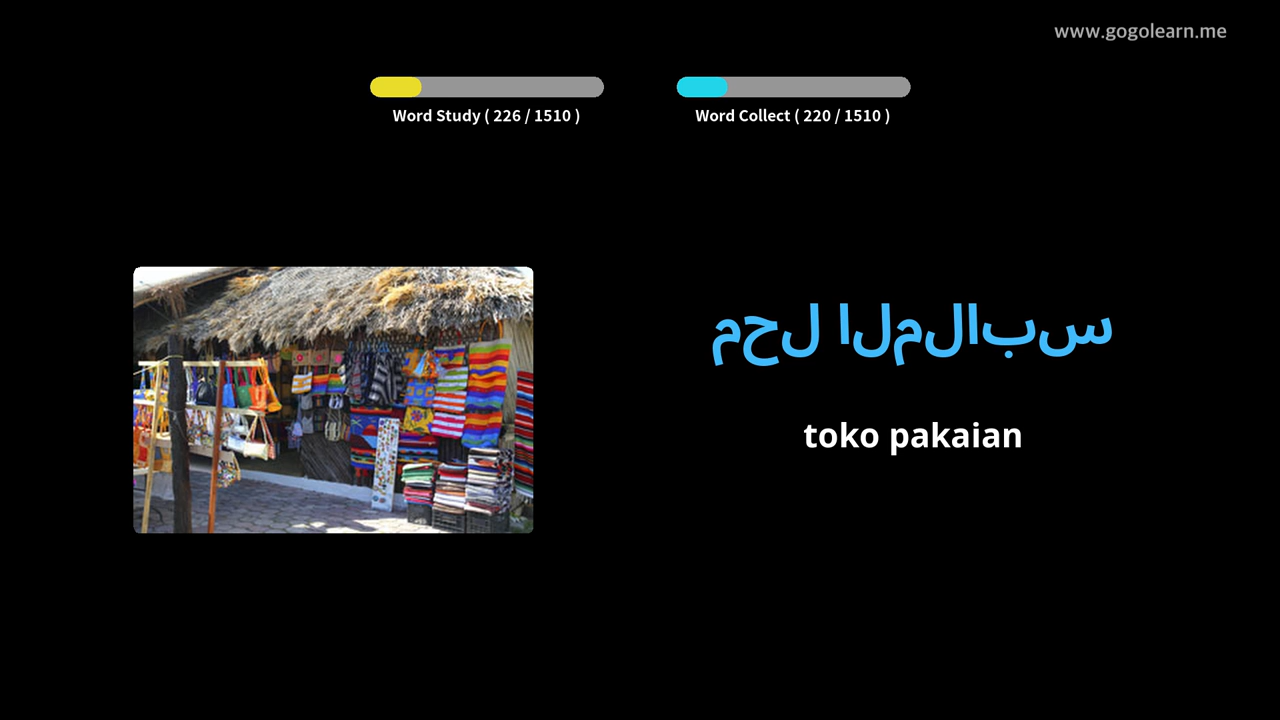 www.gogolearn.me
Word Study ( 226 / 1510 )
Word Collect ( 220 / 1510 )
محل الملابس
toko pakaian